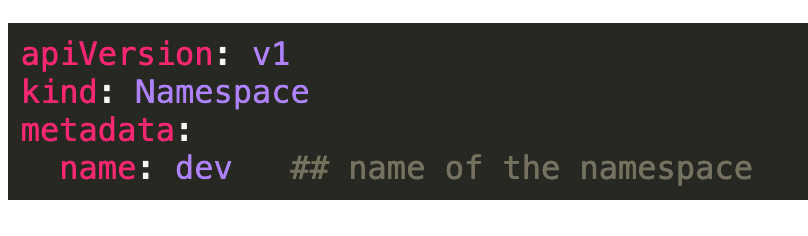 apiVersion: v1
kind: Namespace
metadata:
  name: dev   ## name of the namespace